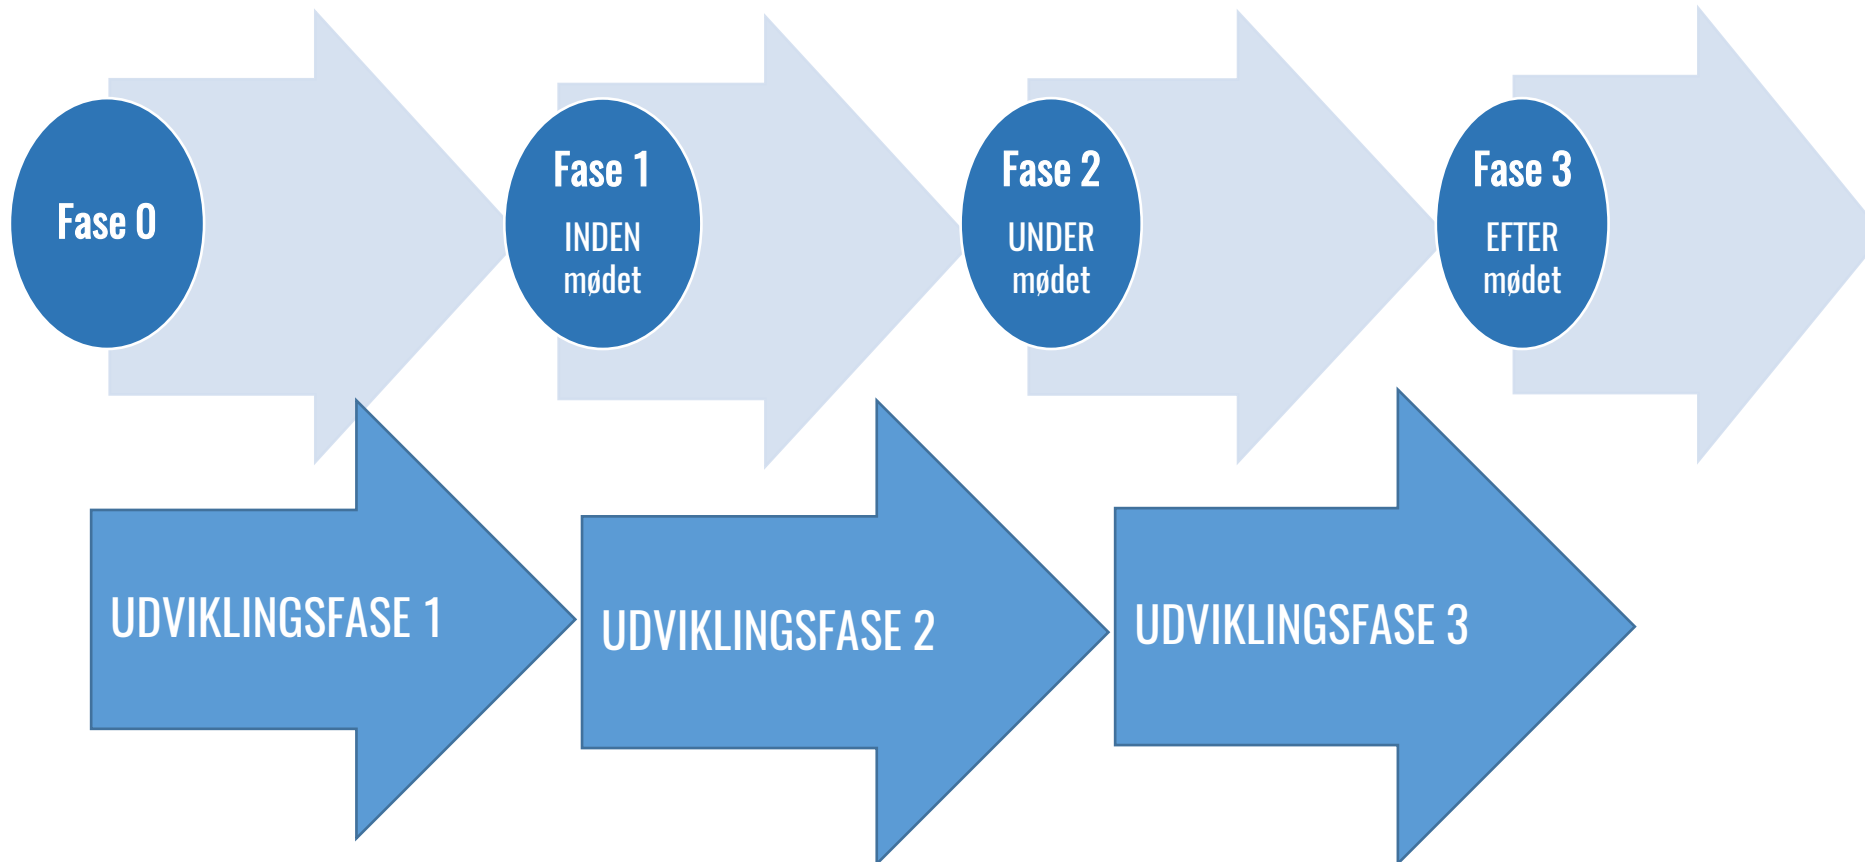 Fase 0
Fase 1
INDEN
mødet
Fase 2
UNDER
mødet
Fase 3
EFTER
mødet
UDVIKLINGSFASE 1
UDVIKLINGSFASE 2
UDVIKLINGSFASE 3